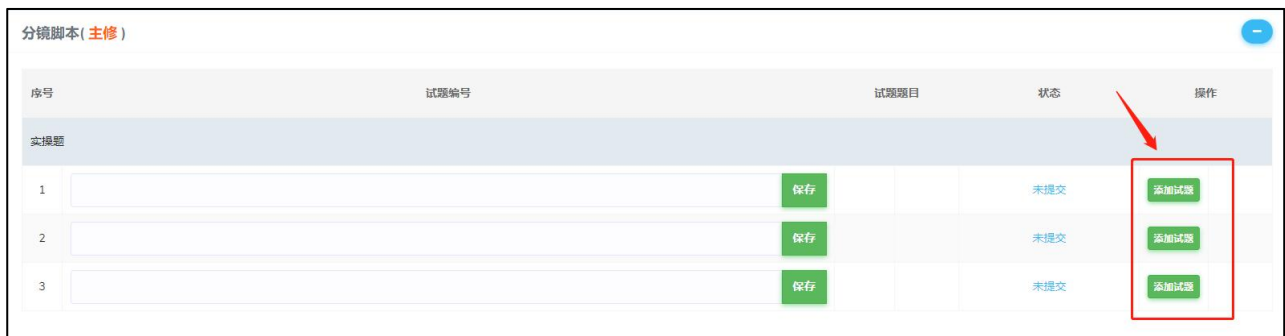 分镜脚本( 主修 )
序号 试题编号 试题题目 状态 操作
实操题
1 保存 未提交 添加试题
2 保存 未提交 添加试题
3 保存 未提交 添加试题